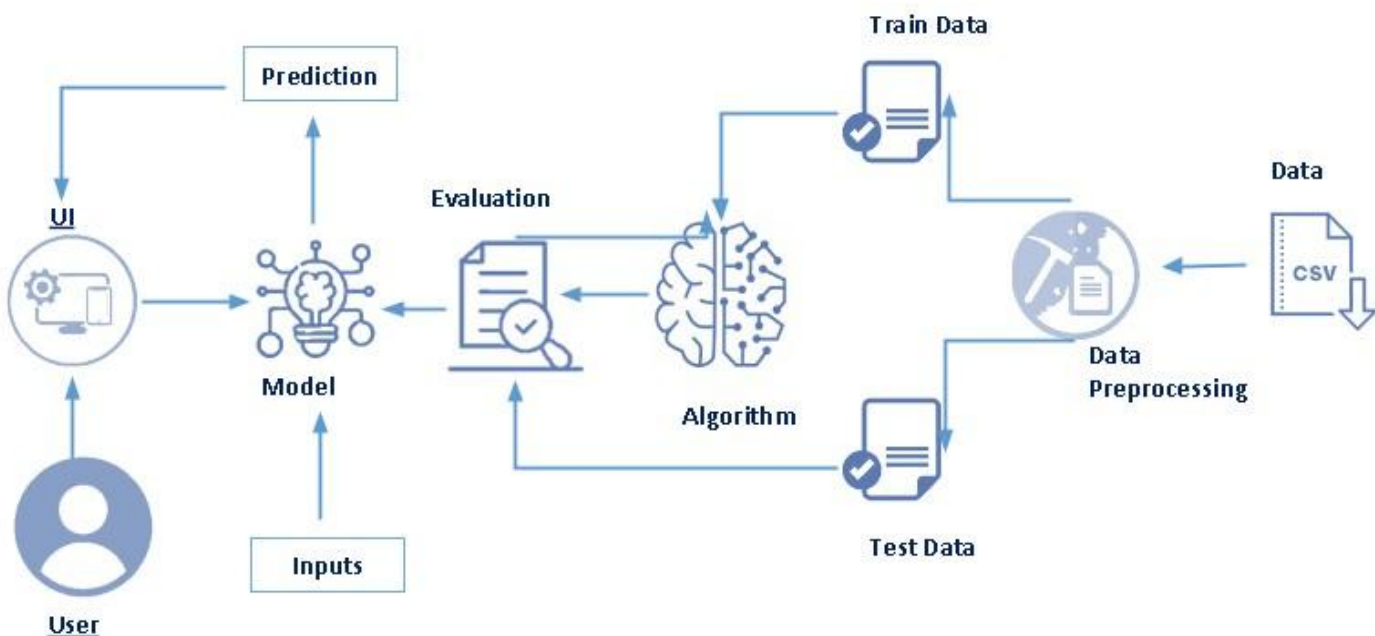 Train Data
Prediction
Data
Evaluation
UI
CSV
Model
Data
Preprocessing
Algorithm
Test Data
Inputs
User